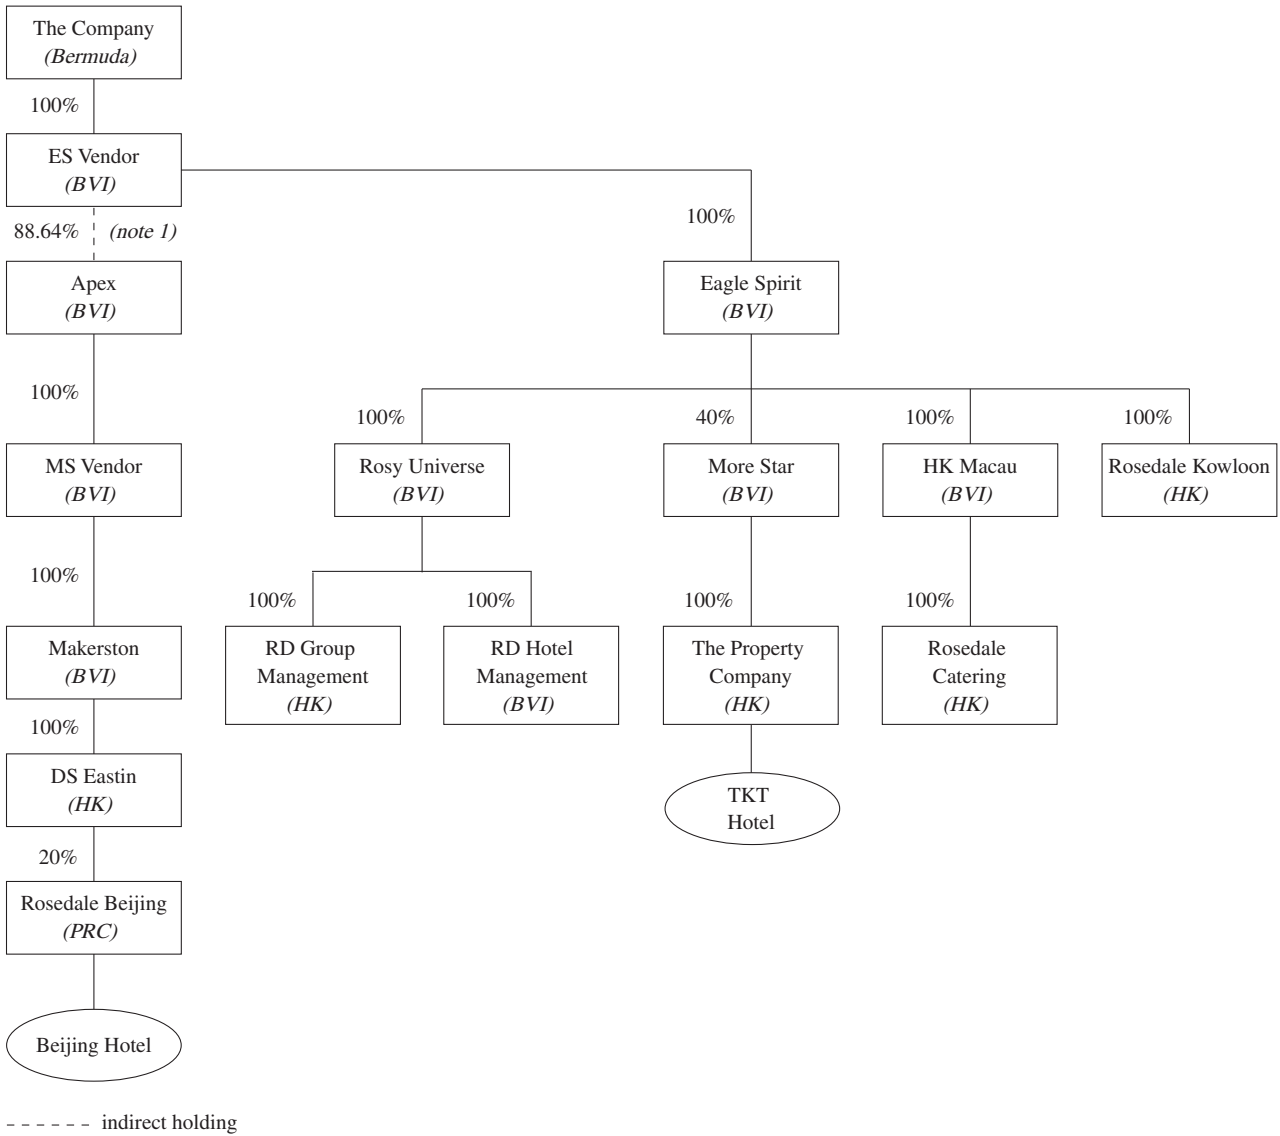 The Company
(Bermuda)
100%
ES Vendor
(BVI)
88.64%
(note 1)
100%
Apex
(BVI)
Eagle Spirit
(BVI)
100%
100%
40%
100%
100%
MS Vendor
(BVI)
Rosy Universe
(BVI)
More Star
(BVI)
HK Macau
(BVI)
Rosedale Kowloon
(HK)
100%
100%
100%
100%
100%
Makerston
(BVI)
RD Group
Management
(HK)
RD Hotel
Management
(BVI)
The Property
Company
(HK)
Rosedale
Catering
(HK)
100%
DS Eastin
(HK)
TKT
Hotel
20%
Rosedale Beijing
(PRC)
Beijing Hotel
indirect holding